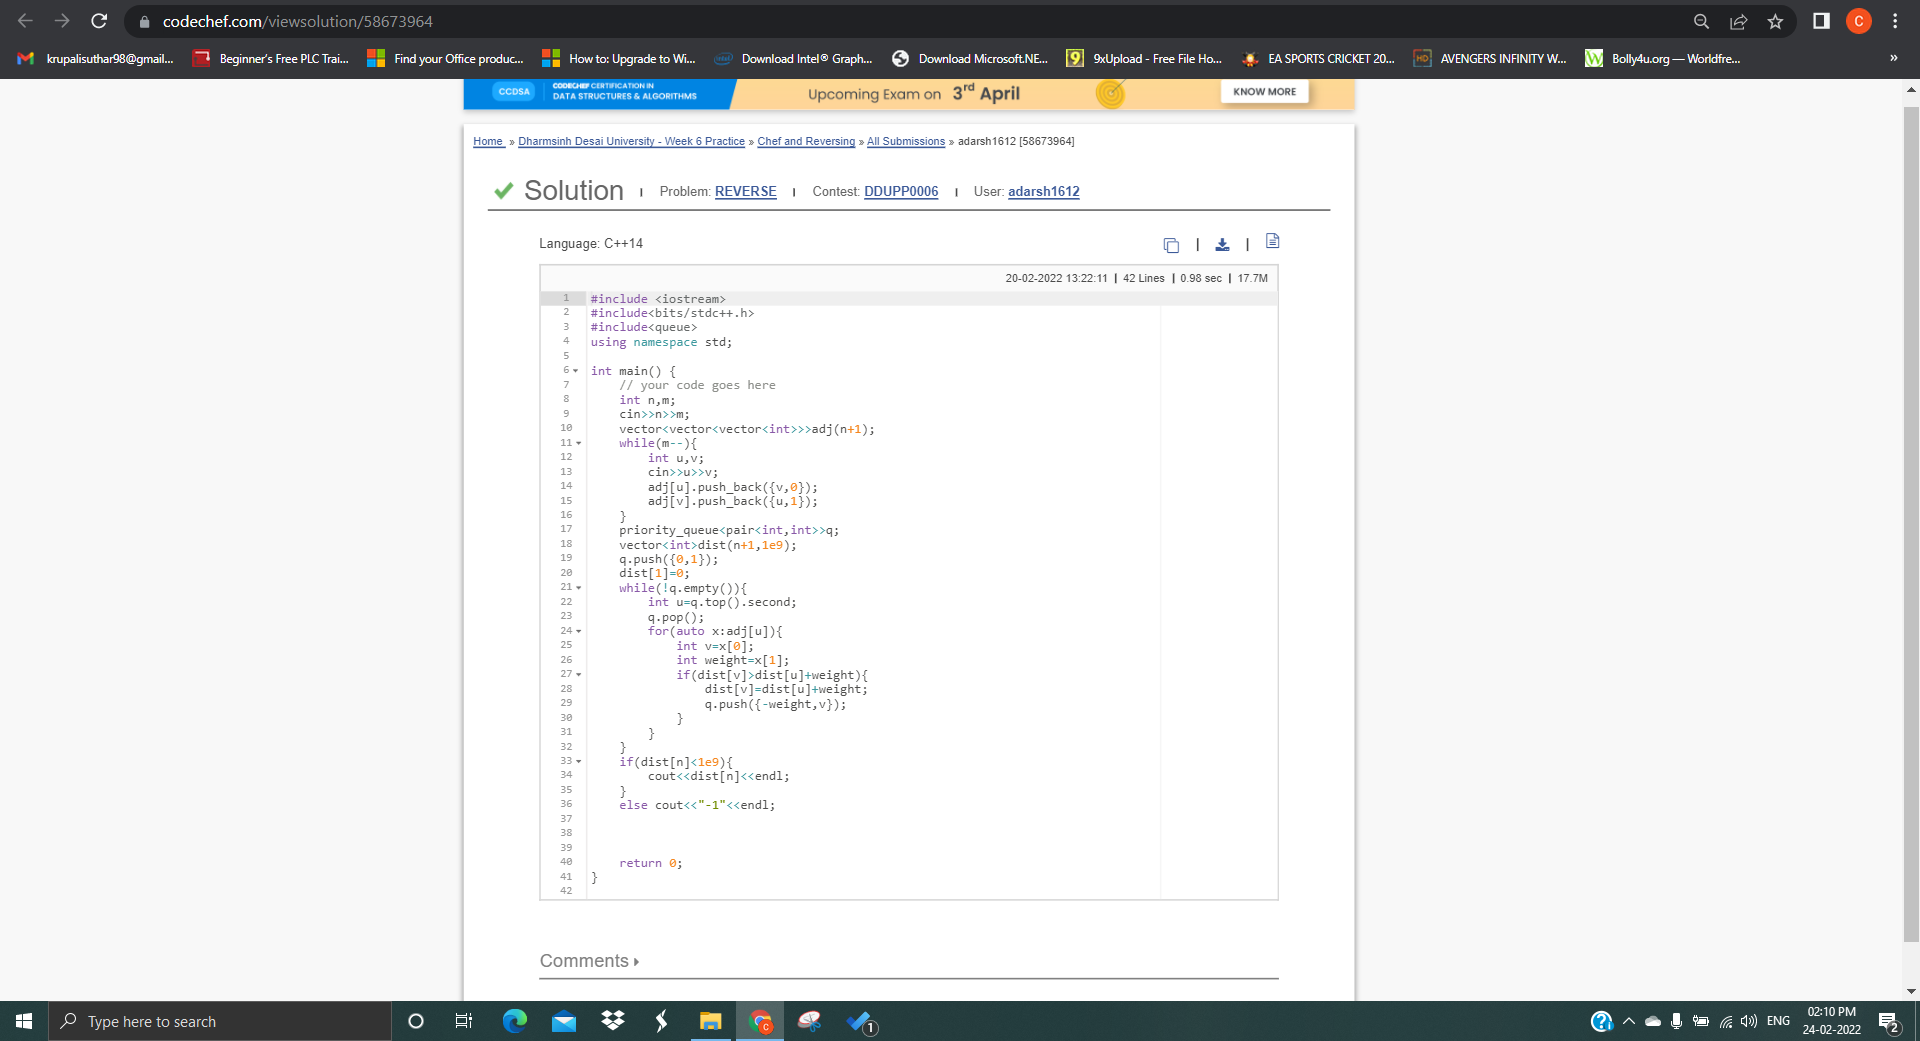 codechef.com/viewsolution/58673964
C
krupalisuthar98@gmail...
Beginner's Free PLC Trai...
Find your Office produc...
How to: Upgrade to Wi...
Download Intel® Graph...
Download Microsoft.NE...
9xUpload - Free File Ho...
EA SPORTS CRICKET 20...
AVENGERS INFINITY W...
Bolly4u.org — Worldfre...
»
CCDSA
CODECHEF CERTIFICATION IN
DATA STRUCTURES & ALGORITHMS
Upcoming Exam on 3rd April
KNOW MORE
Home » Dharmsinh Desai University - Week 6 Practice » Chef and Reversing » All Submissions » adarsh1612 [58673964]
Solution | Problem: REVERSE | Contest: DDUPP0006 | User: adarsh1612
Language: C++14
20-02-2022 13:22:11 | 42 Lines | 0.98 sec | 17.7M
1 #include <iostream>
2 #include<bits/stdc++.h>
3 #include<queue>
4 using namespace std;
5
6 int main() {
7 // your code goes here
8 int n,m;
9 cin>>n>>m;
10 vector<vector<vector<int>>>adj(n+1);
11 while(m--){
12 int u,v;
13 cin>>u>>v;
14 adj[u].push_back({v,0});
15 adj[v].push_back({u,1});
16 }
17 priority_queue<pair<int,int>>q;
18 vector<int>dist(n+1,1e9);
19 q.push({0,1});
20 dist[1]=0;
21 while(!q.empty()){
22 int u=q.top().second;
23 q.pop();
24 for(auto x:adj[u]){
25 int v=x[0];
26 int weight=x[1];
27 if(dist[v]>dist[u]+weight){
28 dist[v]=dist[u]+weight;
29 q.push({-weight,v});
30 }
31 }
32 }
33 if(dist[n]<1e9){
34 cout<<dist[n]<<endl;
35 }
36 else cout<<"-1"<<endl;
37
38
39
40 return 0;
41 }
42
Comments
Type here to search
1
ENG
02:10 PM
24-02-2022
2